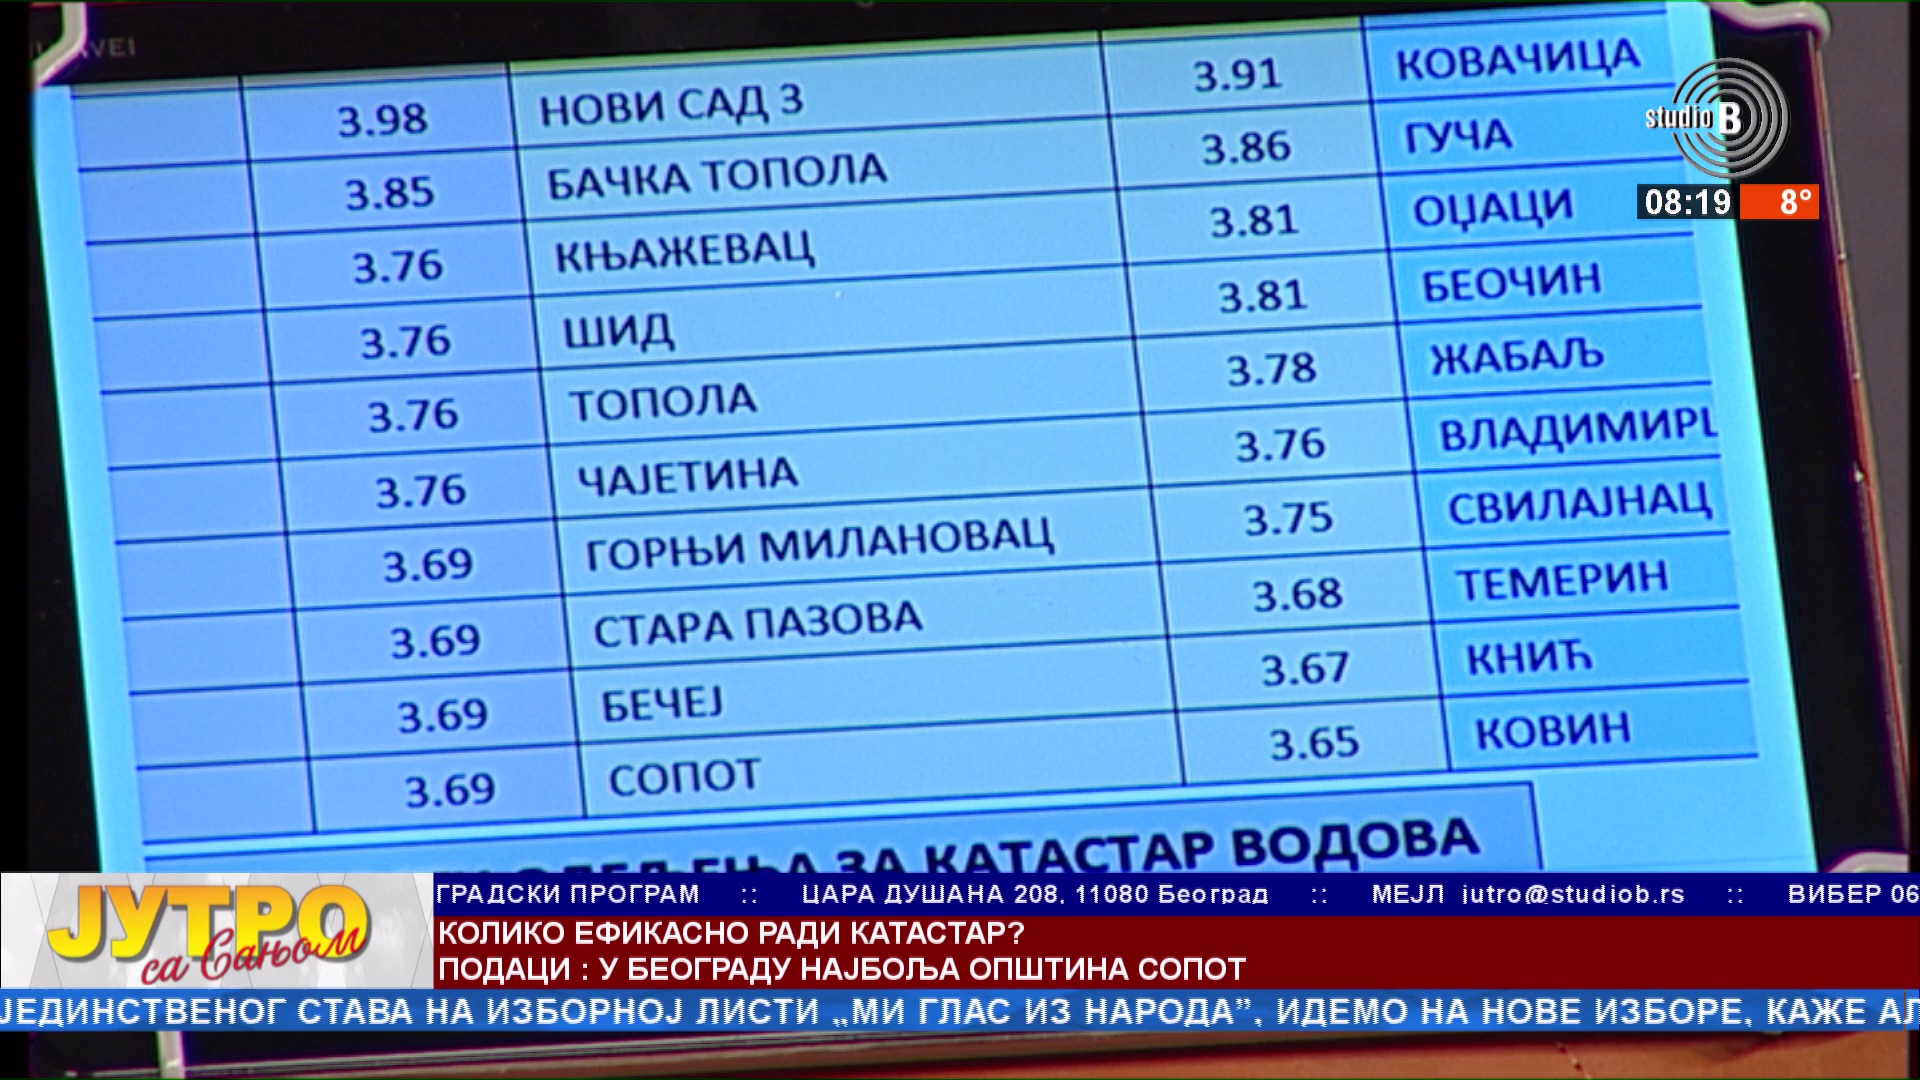 3.98 НОВИ САД 3 3.91 КОВАЧИЦА
3.85 БАЧКА ТОПОЛА 3.86 ГУЧА
3.76 КЊАЖЕВАЦ 3.81 ОЏАЦИ
3.76 ШИД 3.81 БЕОЧИН
3.76 ТОПОЛА 3.78 ЖАБАЉ
3.76 ЧАЈЕТИНА 3.76
3.69 ГОРЊИ МИЛАНОВАЦ 3.75 СВИЛАЈНАЦ
3.69 СТАРА ПАЗОВА 3.68 ТЕМЕРИН
3.69 БЕЧЕЈ 3.67 КНИЋ
3.69 СОПОТ 3.65 КОВИН
ЗА КАТАСТАР ВОДОВА
studio B
08:19 8°
ЈУТРО
са Сањом
ГРАДСКИ ПРОГРАМ :: ЦАРА ДУШАНА 208, 11080 Београд :: МЕЈЛ jutro@studiob.rs :: ВИБЕР 06
КОЛИКО ЕФИКАСНО РАДИ КАТАСТАР?
ПОДАЦИ : У БЕОГРАДУ НАЈБОЉА ОПШТИНА СОПОТ
ЈЕДИНСТВЕНОГ СТАВА НА ИЗБОРНОЈ ЛИСТИ „МИ ГЛАС ИЗ НАРОДА”, ИДЕМО НА НОВЕ ИЗБОРЕ, КАЖЕ АЛ